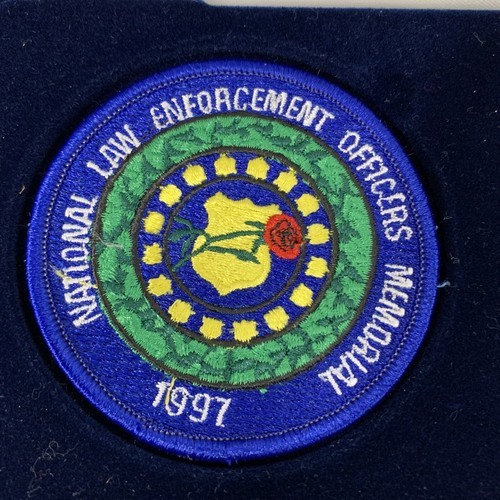 NATIONAL LAW ENFORCEMENT OFFICERS MEMORIAL
1997